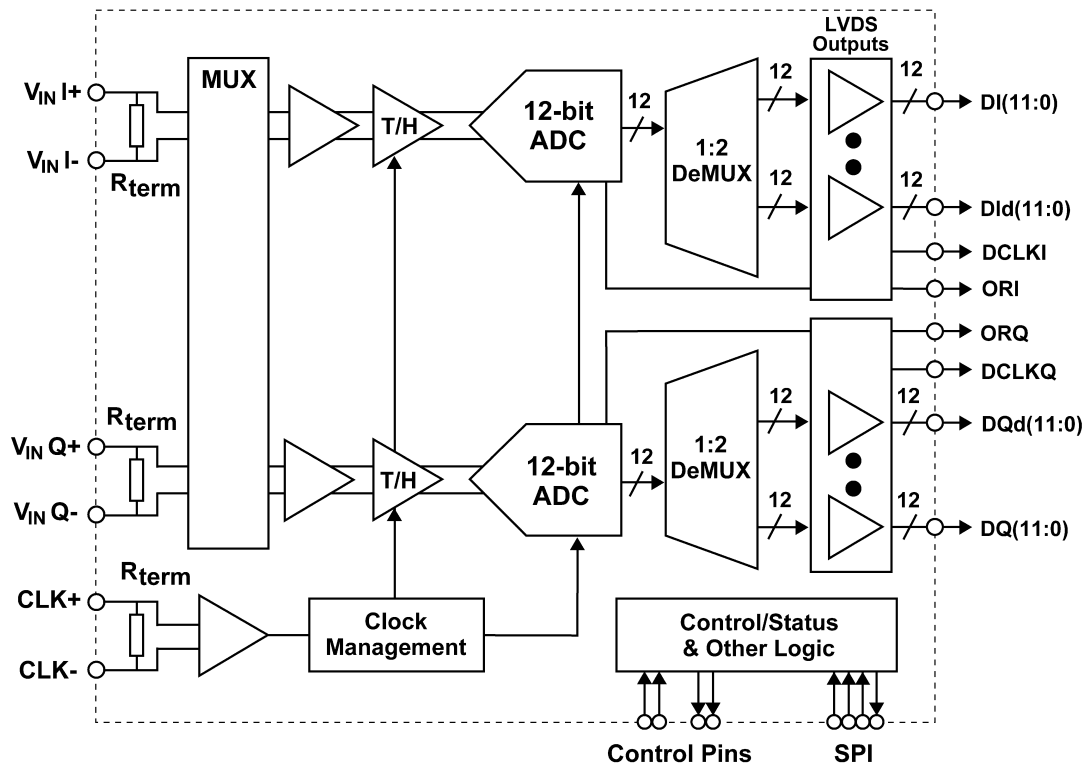 LVDS
Outputs
V_IN I+
V_IN I-
R_term
MUX
T/H
12-bit
ADC
12
1:2
DeMUX
12
12
12
12
DI(11:0)
DId(11:0)
DCLKI
ORI
ORQ
DCLKQ
DQd(11:0)
DQ(11:0)
R_term
V_IN Q+
V_IN Q-
T/H
12-bit
ADC
12
1:2
DeMUX
12
12
12
12
R_term
CLK+
CLK-
Clock
Management
Control/Status
& Other Logic
Control Pins
SPI